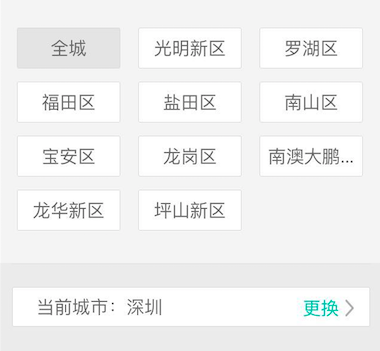 全城 光明新区 罗湖区
福田区 盐田区 南山区
宝安区 龙岗区 南澳大鹏...
龙华新区 坪山新区
当前城市：深圳 更换